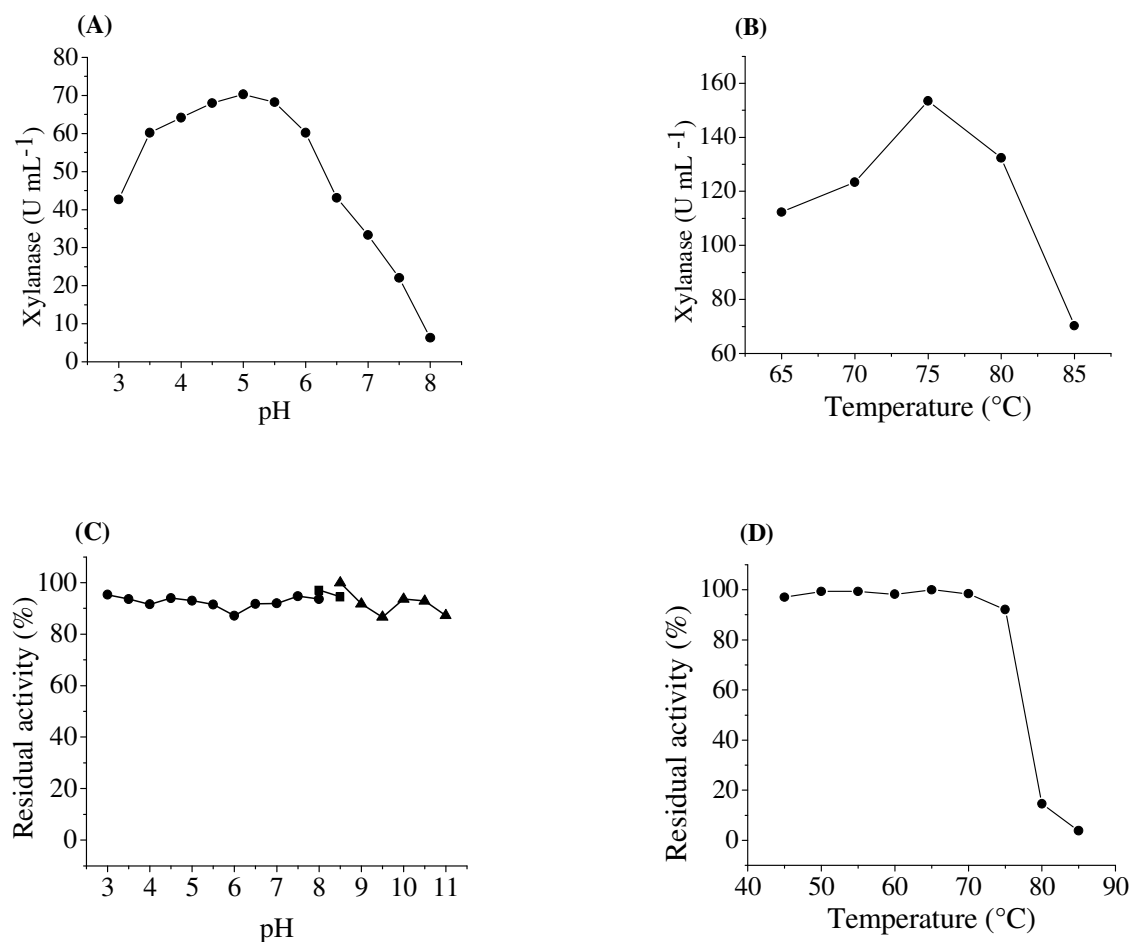 (A)
80
70
60
50
40
30
20
10
0
Xylanase (U mL⁻¹)
3 4 5 6 7 8
pH
(B)
160
140
120
100
80
60
Xylanase (U mL ⁻¹)
65 70 75 80 85
Temperature (°C)
(C)
100
80
60
40
20
0
Residual activity (%)
3 4 5 6 7 8 9 10 11
pH
(D)
100
80
60
40
20
0
Residual activity (%)
40 50 60 70 80 90
Temperature (°C)